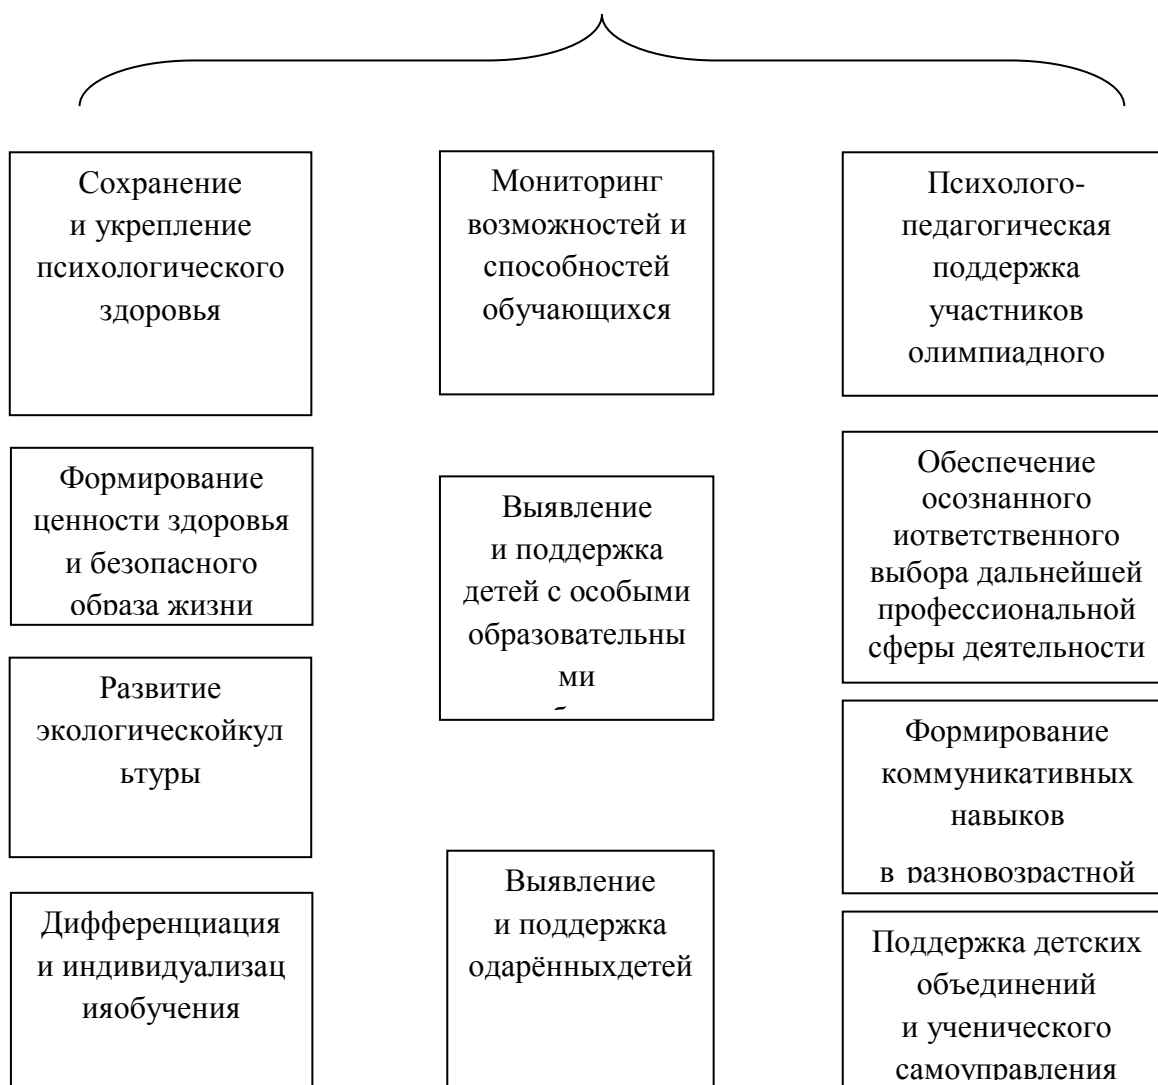 Сохранение
и укрепление
психологического
здоровья
Формирование
ценности здоровья
и безопасного
образа жизни
Развитие
экологическойкул
ьтуры
Дифференциация
и индивидуализац
ияобучения
Мониторинг
возможностей и
способностей
обучающихся
Выявление
и поддержка
детей с особыми
образовательны
ми
Выявление
и поддержка
одарённыхдетей
Психолого-
педагогическая
поддержка
участников
олимпиадного
Обеспечение
осознанного
иответственного
выбора дальнейшей
профессиональной
сферы деятельности
Формирование
коммуникативных
навыков
в разновозрастной
Поддержка детских
объединений
и ученического
самоуправления